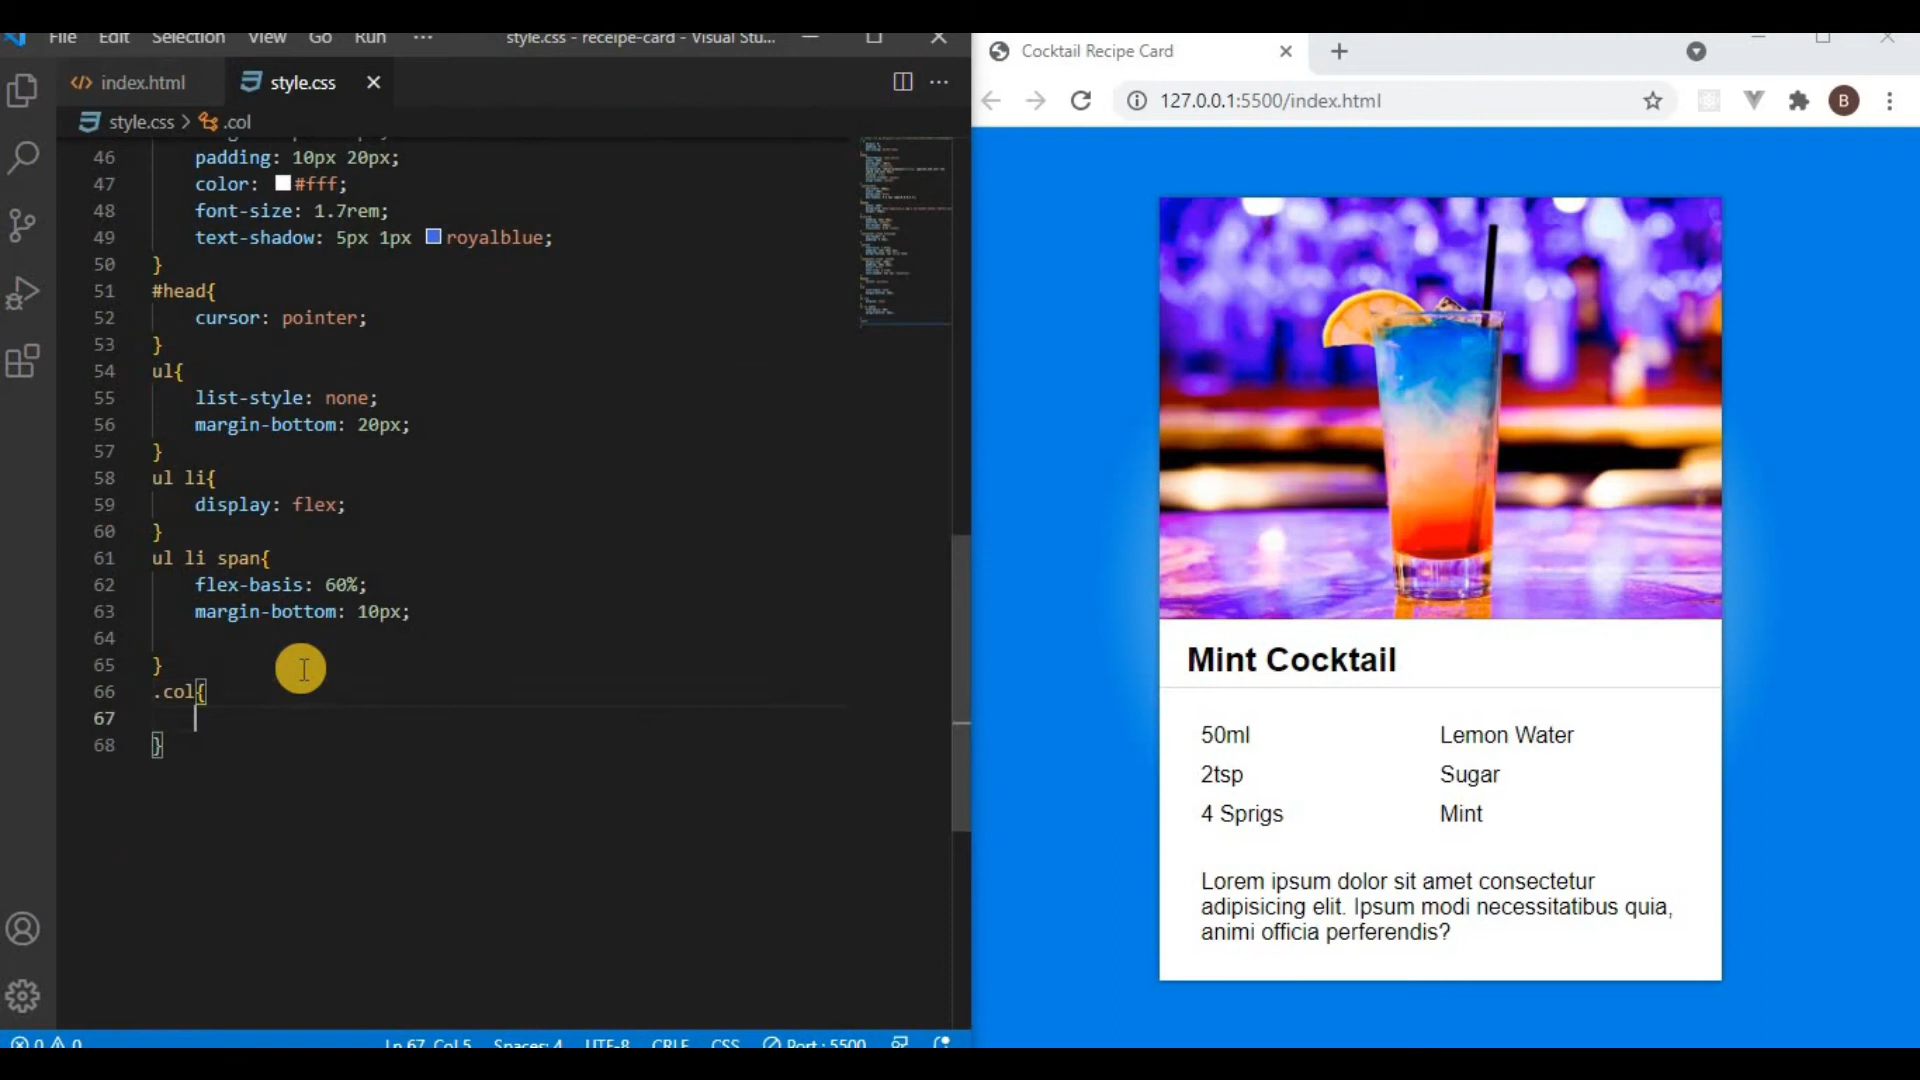 File Edit Selection View Go Run ··· style.css - receipe-card - Visual Stu...
index.html style.css
style.css > .col
46 padding: 10px 20px;
47 color: #fff;
48 font-size: 1.7rem;
49 text-shadow: 5px 1px royalblue;
50 }
51 #head{
52 cursor: pointer;
53 }
54 ul{
55 list-style: none;
56 margin-bottom: 20px;
57 }
58 ul li{
59 display: flex;
60 }
61 ul li span{
62 flex-basis: 60%;
63 margin-bottom: 10px;
64
65 }
66 .col{
67
68 }
0 0 Ln 67, Col 5 Spaces: 4 UTF-8 CRLF CSS Port : 5500
Cocktail Recipe Card
127.0.0.1:5500/index.html
B
Mint Cocktail
50ml Lemon Water
2tsp Sugar
4 Sprigs Mint
Lorem ipsum dolor sit amet consectetur
adipisicing elit. Ipsum modi necessitatibus quia,
animi officia perferendis?